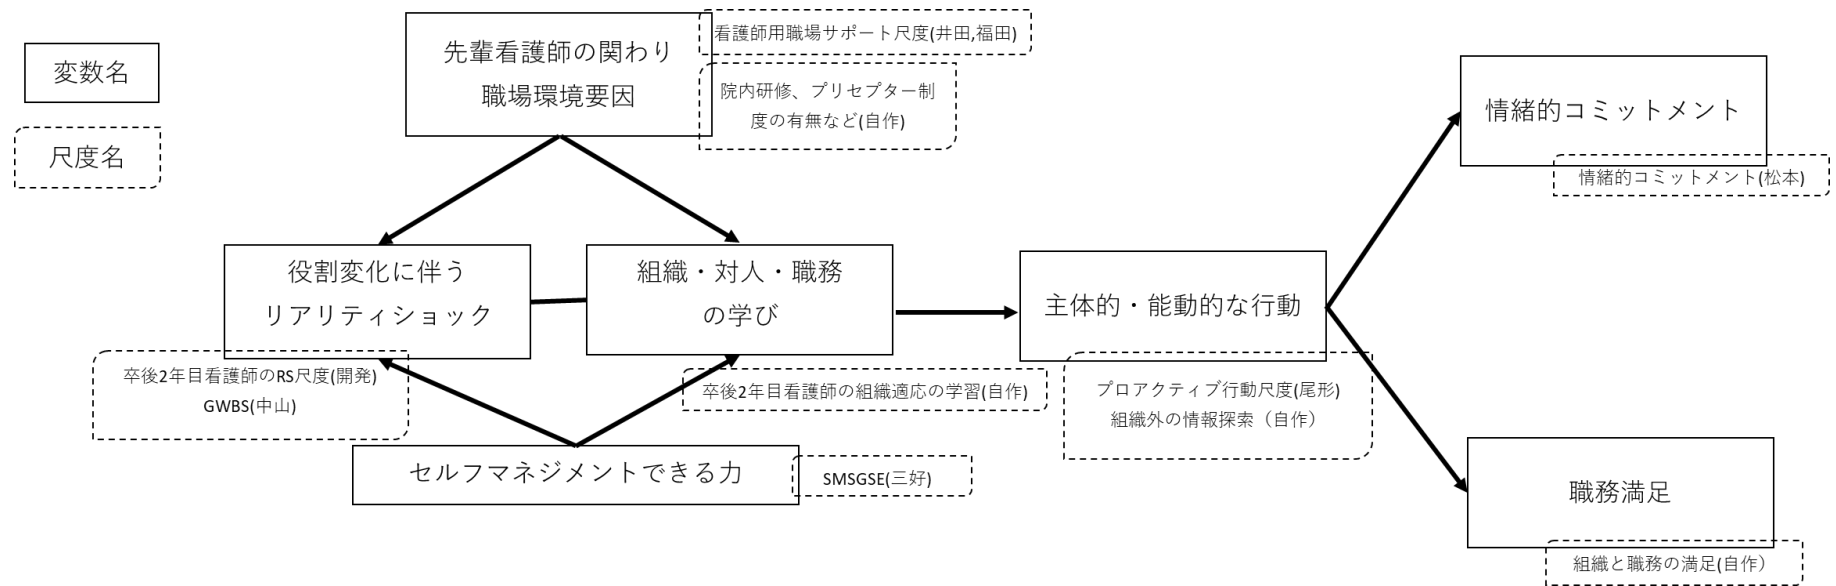 変数名
尺度名
先輩看護師の関わり
職場環境要因
看護師用職場サポート尺度(井田,福田)
院内研修、プリセプター制
度の有無など(自作)
役割変化に伴う
リアリティショック
卒後2年目看護師のRS尺度(開発)
GWBS(中山)
組織・対人・職務
の学び
卒後2年目看護師の組織適応の学習(自作)
セルフマネジメントできる力
SMSGSE(三好)
主体的・能動的な行動
プロアクティブ行動尺度(尾形)
組織外の情報探索（自作）
情緒的コミットメント
情緒的コミットメント(松本)
職務満足
組織と職務の満足(自作）